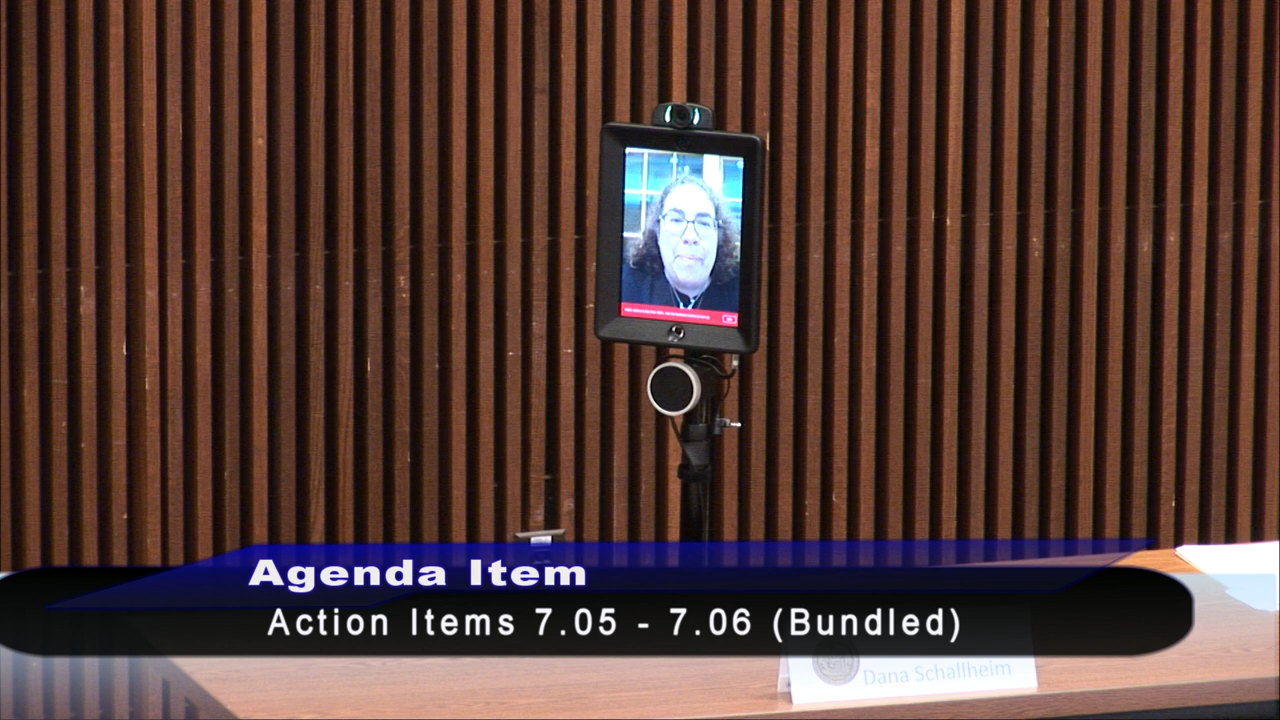 Agenda Item
Action Items 7.05 - 7.06 (Bundled)
Dana Schallheim